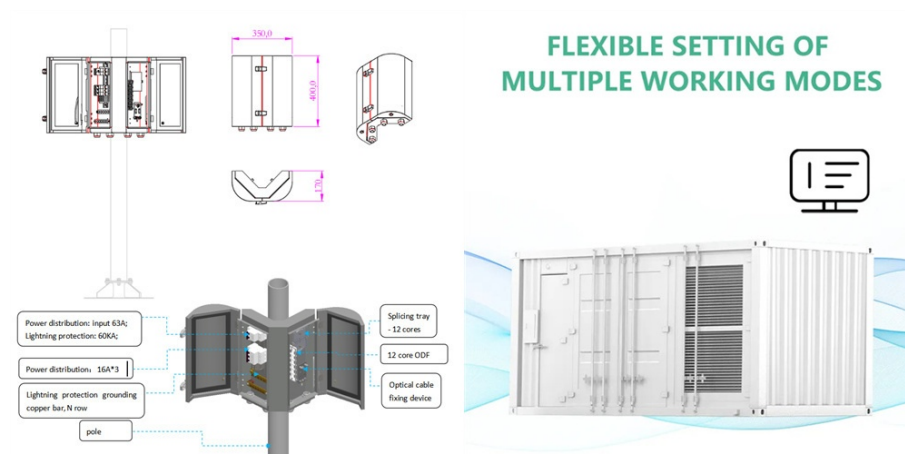 350,0
400,0
170
Power distribution: input 63A;
Lightning protection: 60KA;
Power distribution: 16A*3
Lightning protection grounding
copper bar, N row
pole
Splicing tray
- 12 cores
12 core ODF
Optical cable
fixing device
FLEXIBLE SETTING OF
MULTIPLE WORKING MODES